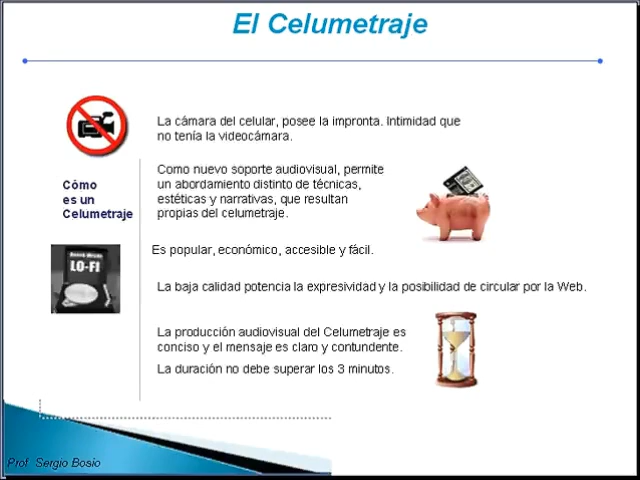 El Celumetraje
La cámara del celular, posee la impronta. Intimidad que
no tenía la videocámara.
Como nuevo soporte audiovisual, permite
un abordamiento distinto de técnicas,
estéticas y narrativas, que resultan
propias del celumetraje.
Cómo
es un
Celumetraje
Es popular, económico, accesible y fácil.
LO-FI
La baja calidad potencia la expresividad y la posibilidad de circular por la Web.
La producción audiovisual del Celumetraje es
conciso y el mensaje es claro y contundente.
La duración no debe superar los 3 minutos.
Prof. Sergio Bosio